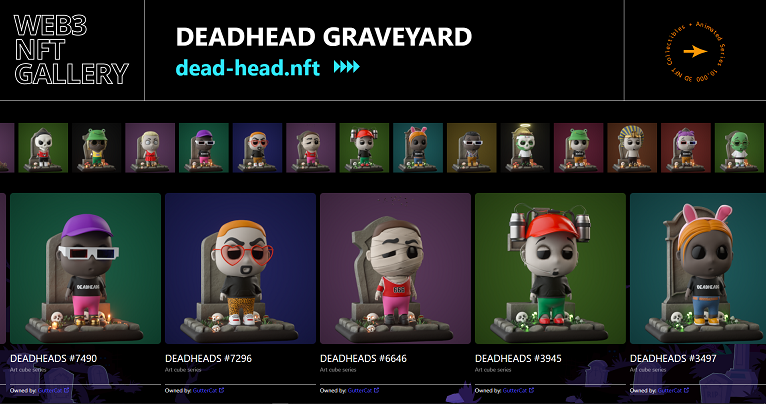 WEB3
NFT
GALLERY
DEADHEAD GRAVEYARD
dead-head.nft
Animated Series • 10,000 3D NFT Collectibles •
DEADHEAD
DEADHEAD
DEADHEADS #7490
Art cube series
Owned by: GutterCat
DEADHEADS #7296
Art cube series
Owned by: GutterCat
DEADHEADS #6646
Art cube series
Owned by: GutterCat
DEADHEADS #3945
Art cube series
Owned by: GutterCat
DEADHEADS #3497
Art cube series
Owned by: GutterCat